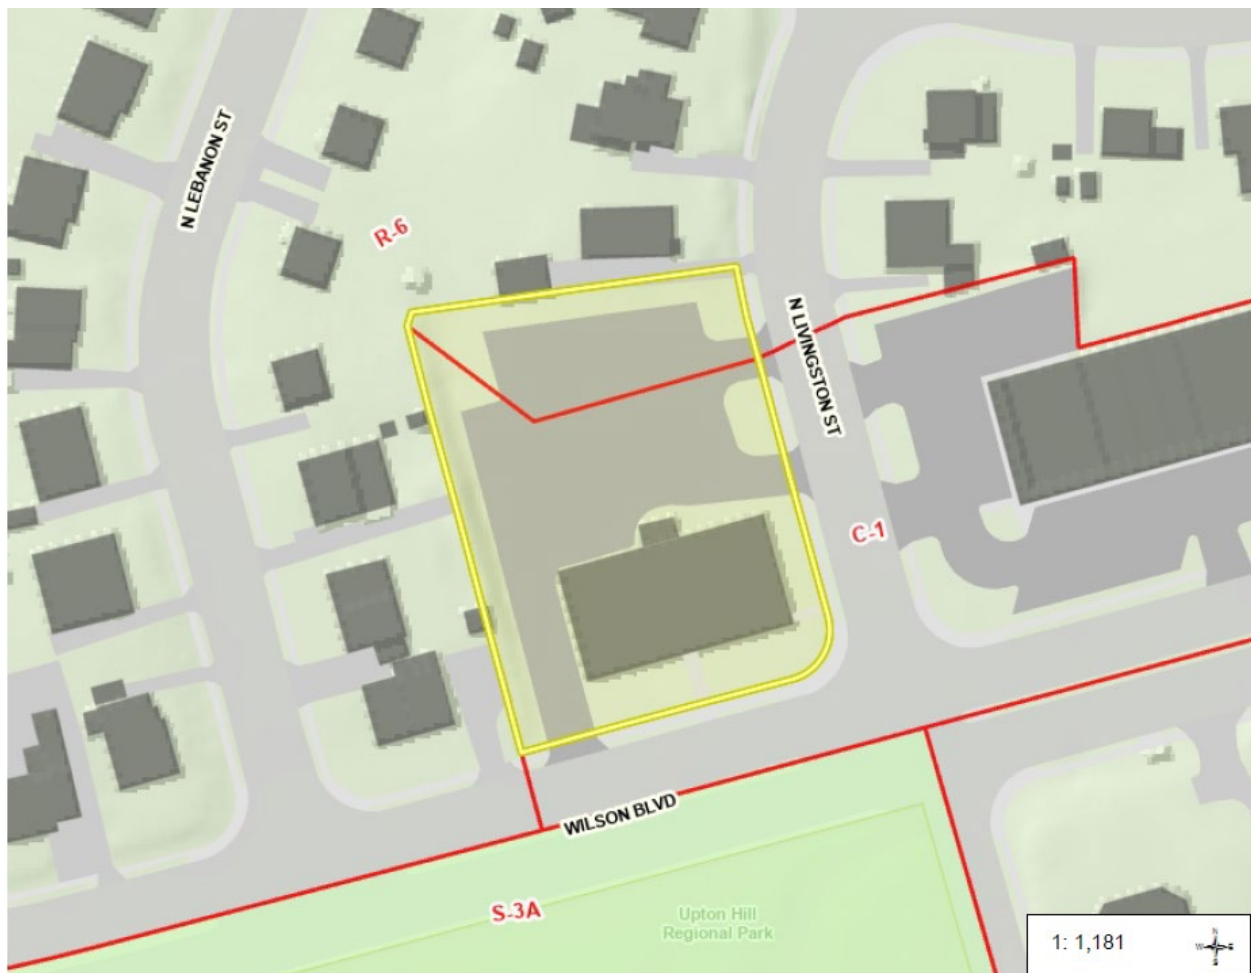 N LEBANON ST
R-6
N LIVINGSTON ST
C-1
WILSON BLVD
S-3A
Upton Hill
Regional Park
1: 1,181
N
W E
S